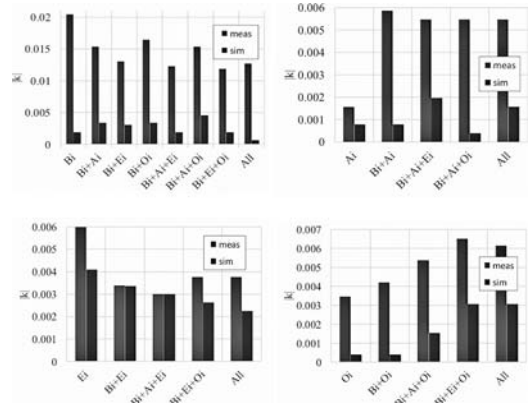 0.02
0.015
0.01
0.005
0
|k|
meas
sim
Bi
Bi+Ai
Bi+Ei
Bi+Oi
Bi+Ai+Ei
Bi+Ai+Oi
Bi+Ei+Oi
All
0.006
0.005
0.004
0.003
0.002
0.001
0
|k|
meas
sim
Ai
Bi+Ai
Bi+Ai+Ei
Bi+Ai+Oi
All
0.006
0.005
0.004
0.003
0.002
0.001
0
|k|
meas
sim
Ei
Bi+Ei
Bi+Ai+Ei
Bi+Ei+Oi
All
0.007
0.006
0.005
0.004
0.003
0.002
0.001
0
|k|
meas
sim
Oi
Bi+Oi
Bi+Ai+Oi
Bi+Ei+Oi
All